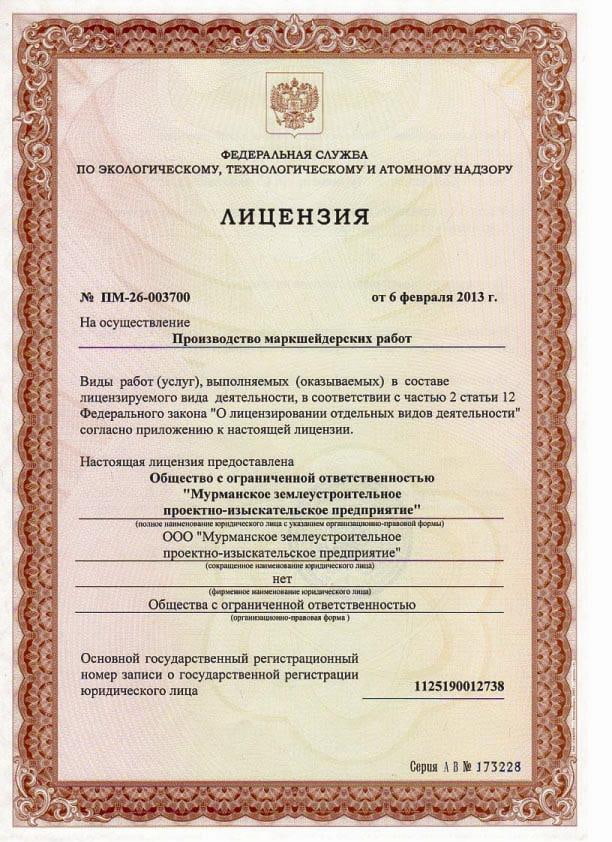 ФЕДЕРАЛЬНАЯ СЛУЖБА
ПО ЭКОЛОГИЧЕСКОМУ, ТЕХНОЛОГИЧЕСКОМУ И АТОМНОМУ НАДЗОРУ
ЛИЦЕНЗИЯ
№ ПМ-26-003700 от 6 февраля 2013 г.
На осуществление
Производство маркшейдерских работ
Виды работ (услуг), выполняемых (оказываемых) в составе
лицензируемого вида деятельности, в соответствии с частью 2 статьи 12
Федерального закона "О лицензировании отдельных видов деятельности"
согласно приложению к настоящей лицензии.
Настоящая лицензия предоставлена
Общество с ограниченной ответственностью
"Мурманское землеустроительное
проектно-изыскательское предприятие"
(полное наименование юридического лица с указанием организационно-правовой формы)
ООО "Мурманское землеустроительное
проектно-изыскательское предприятие"
(сокращенное наименование юридического лица)
нет
(фирменное наименование юридического лица)
Общества с ограниченной ответственностью
(организационно-правовая форма )
Основной государственный регистрационный
номер записи о государственной регистрации
юридического лица 1125190012738
Серия А В № 173228